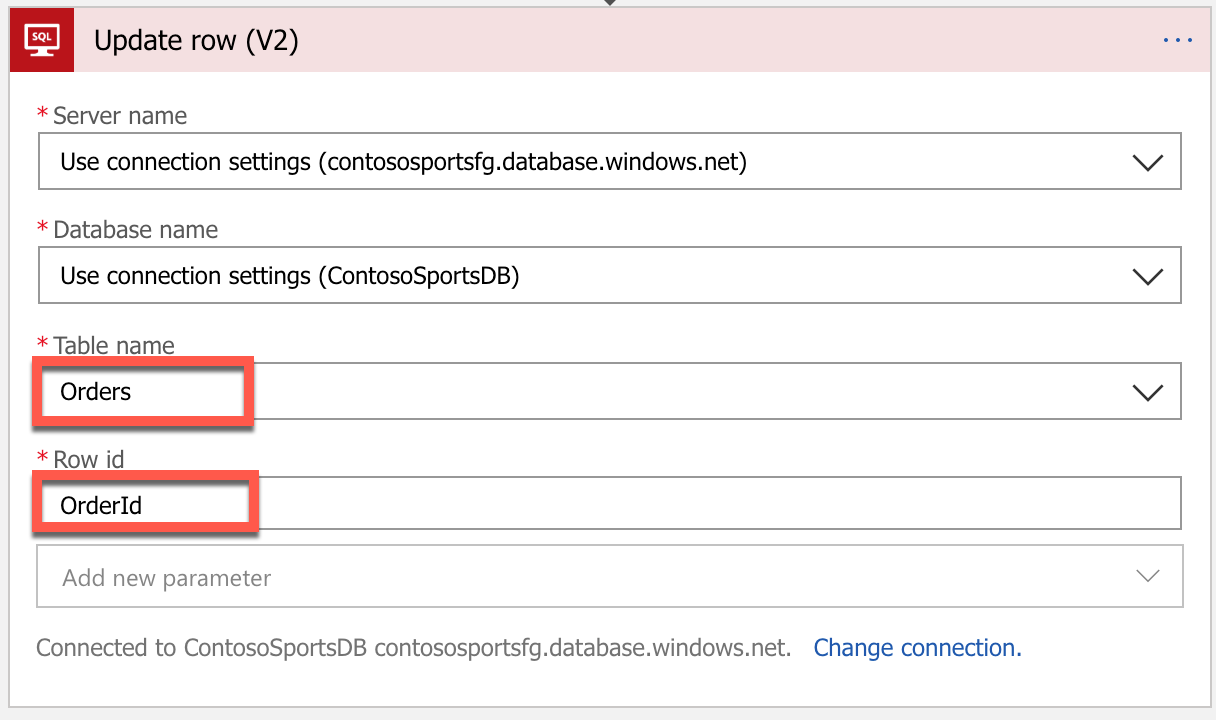 SQL
Update row (V2)
...
* Server name
Use connection settings (contososportsfg.database.windows.net)
* Database name
Use connection settings (ContosoSportsDB)
* Table name
Orders
* Row id
OrderId
Add new parameter
Connected to ContosoSportsDB contososportsfg.database.windows.net. Change connection.